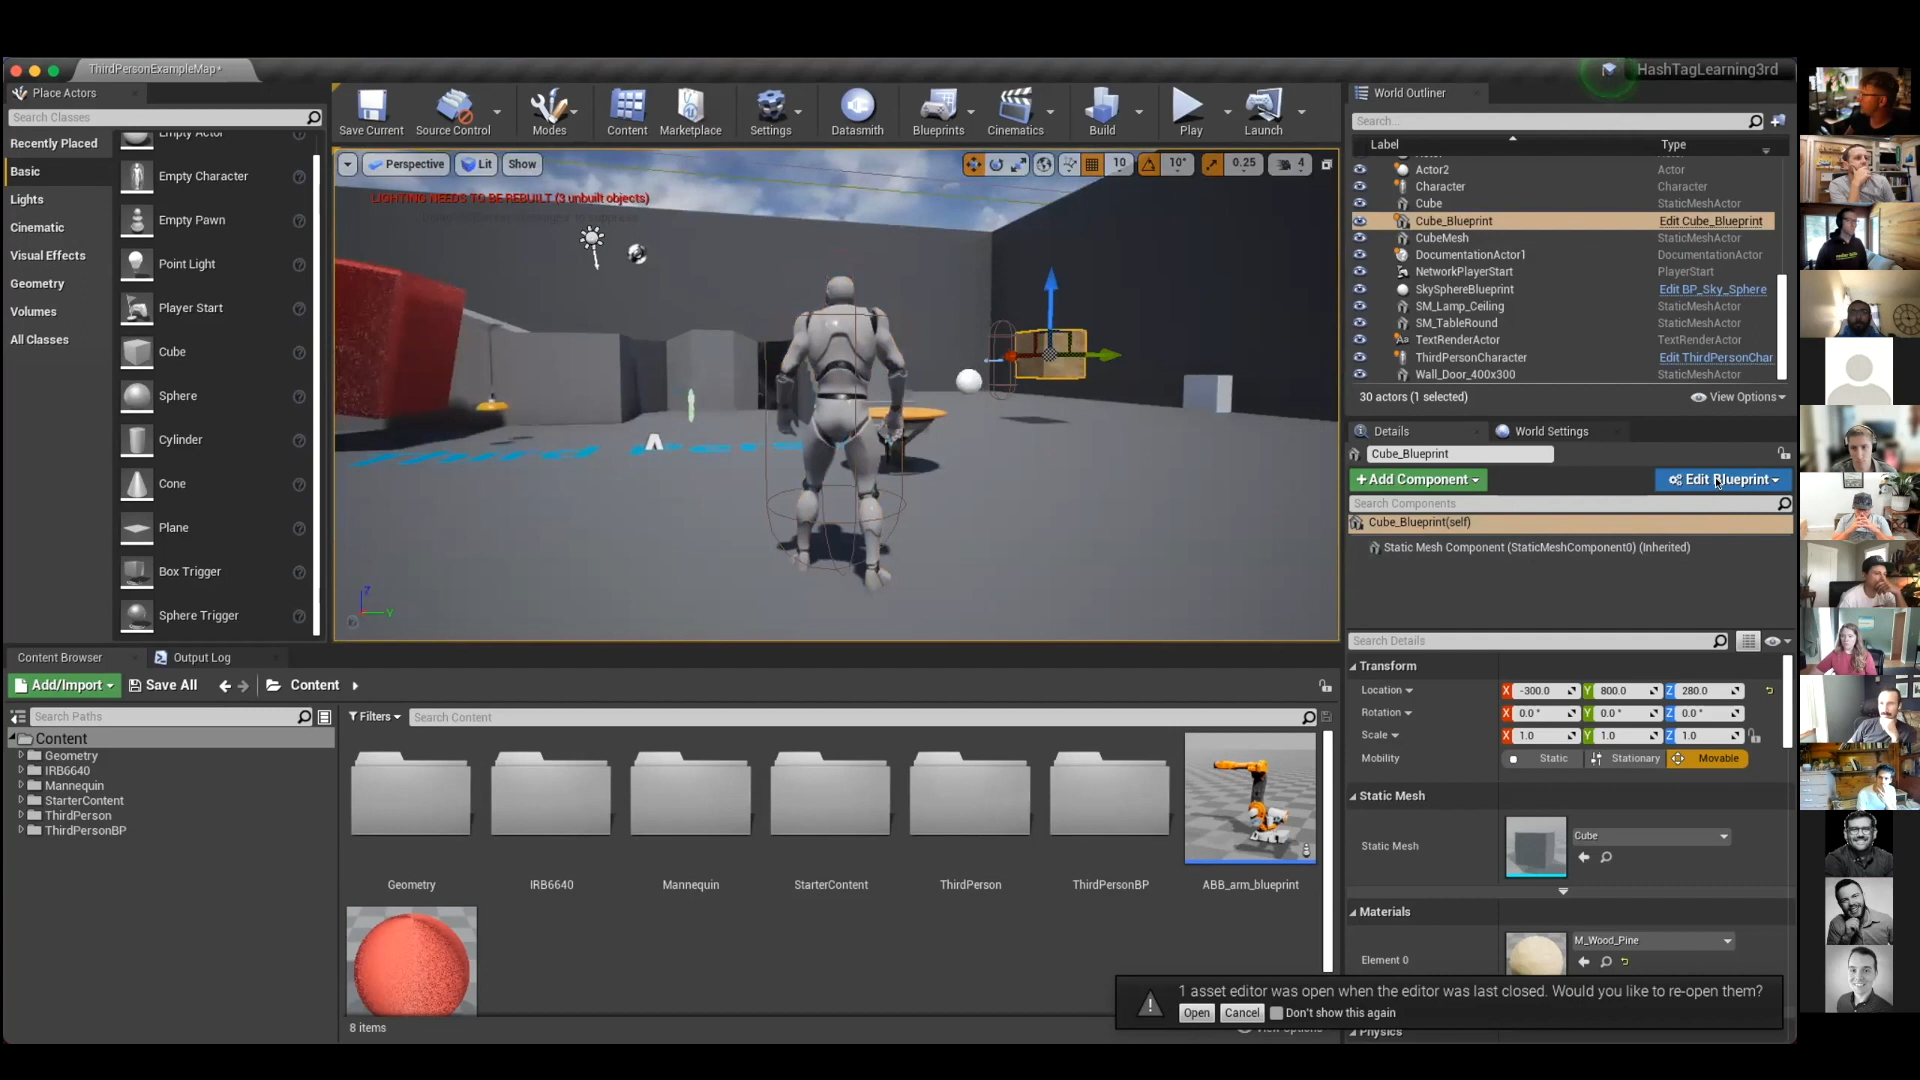 ThirdPersonExampleMap*
HashTagLearning3rd
Place Actors
Search Classes
Recently Placed
Basic
Lights
Cinematic
Visual Effects
Geometry
Volumes
All Classes
Empty Actor
Empty Character
Empty Pawn
Point Light
Player Start
Cube
Sphere
Cylinder
Cone
Plane
Box Trigger
Sphere Trigger
Save Current
Source Control
Modes
Content
Marketplace
Settings
Datasmith
Blueprints
Cinematics
Build
Play
Launch
Perspective
Lit
Show
10
10°
0.25
4
LIGHTING NEEDS TO BE REBUILT (3 unbuilt objects)
Z
Y
World Outliner
Search...
Label Type
Actor2 Actor
Character Character
Cube StaticMeshActor
Cube_Blueprint Edit Cube_Blueprint
CubeMesh StaticMeshActor
DocumentationActor1 DocumentationActor
NetworkPlayerStart PlayerStart
SkySphereBlueprint Edit BP_Sky_Sphere
SM_Lamp_Ceiling StaticMeshActor
SM_TableRound StaticMeshActor
TextRenderActor TextRenderActor
ThirdPersonCharacter Edit ThirdPersonChar
Wall_Door_400x300 StaticMeshActor
30 actors (1 selected)
View Options
Details
World Settings
Cube_Blueprint
+Add Component
Edit Blueprint
Search Components
Cube_Blueprint(self)
Static Mesh Component (StaticMeshComponent0) (Inherited)
Search Details
Transform
Location X -300.0 Y 800.0 Z 280.0
Rotation X 0.0° Y 0.0° Z 0.0°
Scale X 1.0 Y 1.0 Z 1.0
Mobility Static Stationary Movable
Static Mesh
Static Mesh
Cube
Materials
Element 0
M_Wood_Pine
Physics
Content Browser
Output Log
Add/Import
Save All
Content
Search Paths
Content
Geometry
IRB6640
Mannequin
StarterContent
ThirdPerson
ThirdPersonBP
Filters
Search Content
Geometry
IRB6640
Mannequin
StarterContent
ThirdPerson
ThirdPersonBP
ABB_arm_blueprint
8 items
View Options
1 asset editor was open when the editor was last closed. Would you like to re-open them?
Open
Cancel
Don't show this again